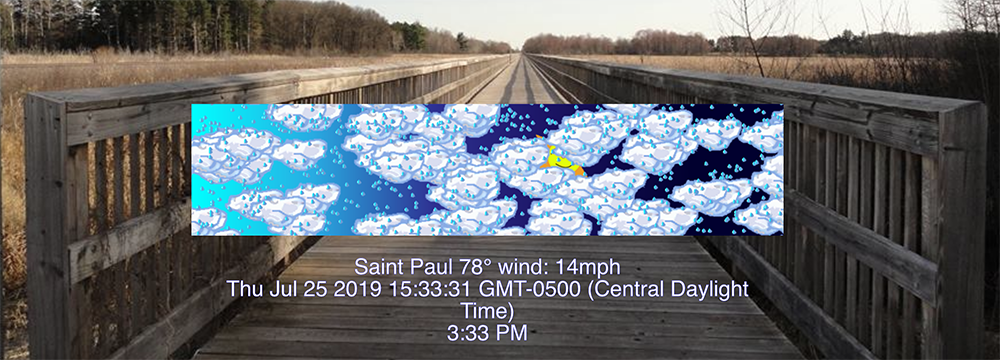 Saint Paul 78° wind: 14mph
Thu Jul 25 2019 15:33:31 GMT-0500 (Central Daylight
Time)
3:33 PM